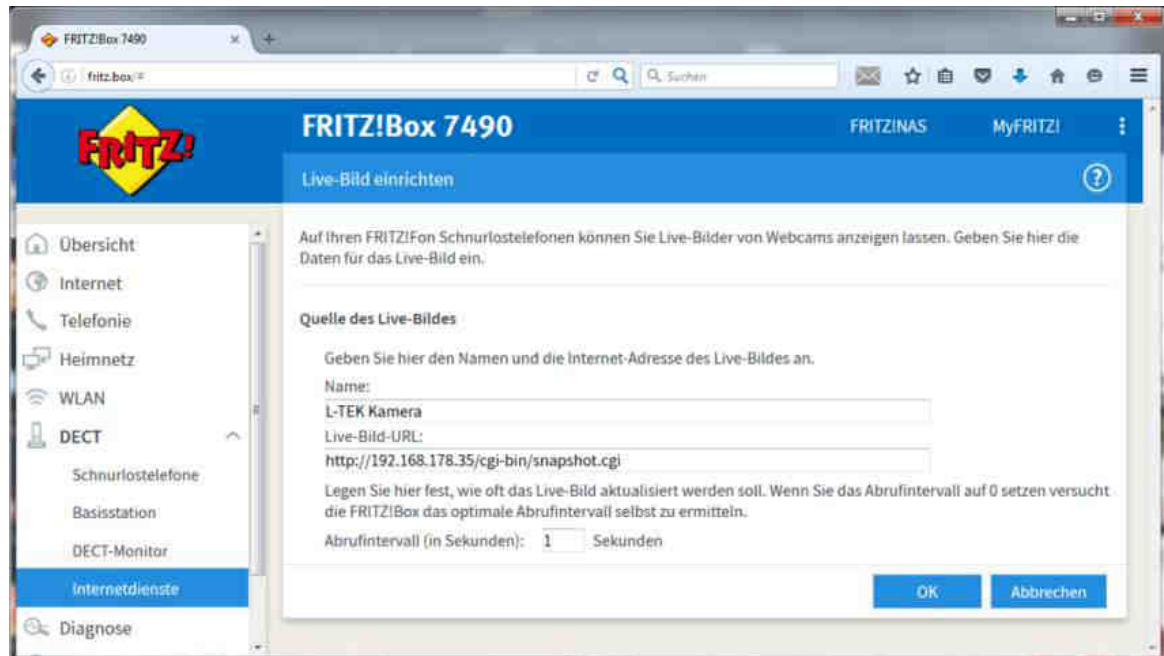 FRITZ!Box 7490
fritz.box/#
Suchen
FRITZ!
FRITZ!Box 7490
FRITZ!NAS
MyFRITZ!
Live-Bild einrichten
Übersicht
Internet
Telefonie
Heimnetz
WLAN
DECT
Schnurlostelefone
Basisstation
DECT-Monitor
Internetdienste
Diagnose
Auf Ihren FRITZ!Fon Schnurlostelefonen können Sie Live-Bilder von Webcams anzeigen lassen. Geben Sie hier die
Daten für das Live-Bild ein.
Quelle des Live-Bildes
Geben Sie hier den Namen und die Internet-Adresse des Live-Bildes an.
Name:
L-TEK Kamera
Live-Bild-URL:
http://192.168.178.35/cgi-bin/snapshot.cgi
Legen Sie hier fest, wie oft das Live-Bild aktualisiert werden soll. Wenn Sie das Abrufintervall auf 0 setzen versucht
die FRITZ!Box das optimale Abrufintervall selbst zu ermitteln.
Abrufintervall (in Sekunden): 1 Sekunden
OK
Abbrechen